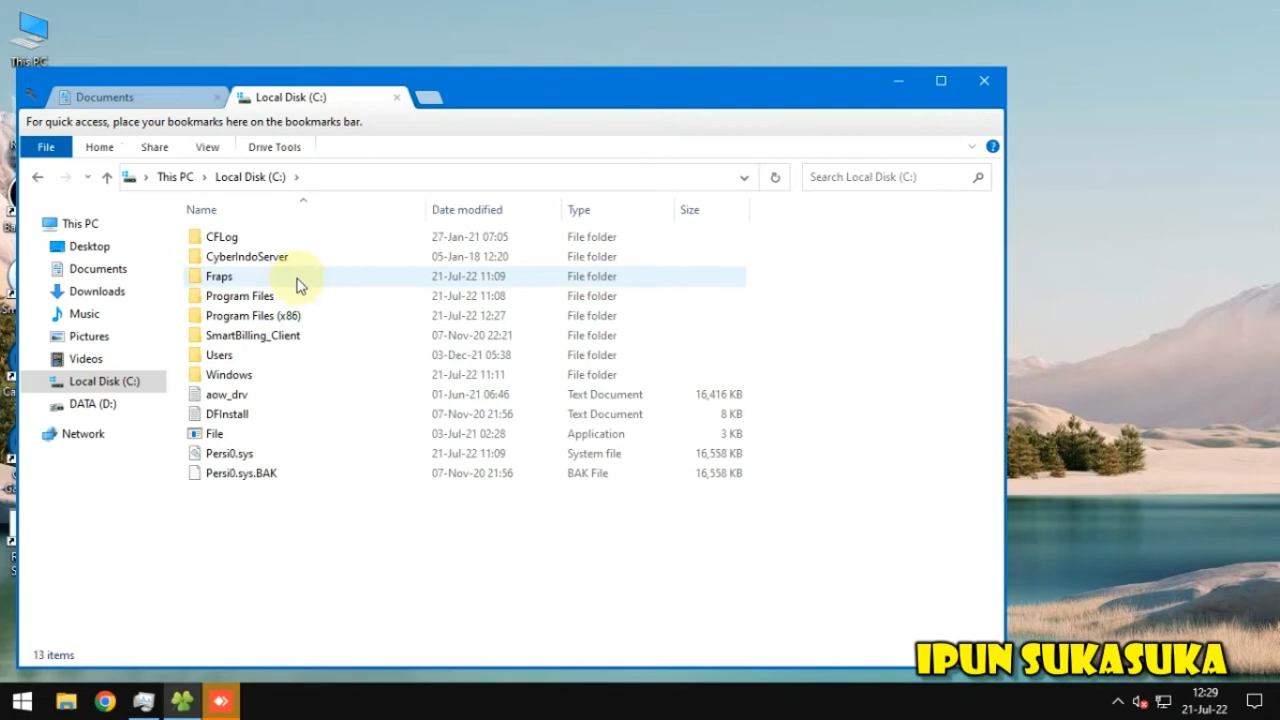 This PC
Documents
Local Disk (C:)
For quick access, place your bookmarks here on the bookmarks bar.
File Home Share View Drive Tools
This PC Local Disk (C:)
Search Local Disk (C:)
Name Date modified Type Size
This PC
Desktop
Documents
Downloads
Music
Pictures
Videos
Local Disk (C:)
DATA (D:)
Network
CFLog 27-Jan-21 07:05 File folder
CyberIndoServer 05-Jan-18 12:20 File folder
Fraps 21-Jul-22 11:09 File folder
Program Files 21-Jul-22 11:08 File folder
Program Files (x86) 21-Jul-22 12:27 File folder
SmartBilling_Client 07-Nov-20 22:21 File folder
Users 03-Dec-21 05:38 File folder
Windows 21-Jul-22 11:11 File folder
aow_drv 01-Jun-21 06:46 Text Document 16,416 KB
DFInstall 07-Nov-20 21:56 Text Document 8 KB
File 03-Jul-21 02:28 Application 3 KB
Persi0.sys 21-Jul-22 11:09 System file 16,558 KB
Persi0.sys.BAK 07-Nov-20 21:56 BAK File 16,558 KB
13 items
IPUN SUKASUKA
12:29
21-Jul-22